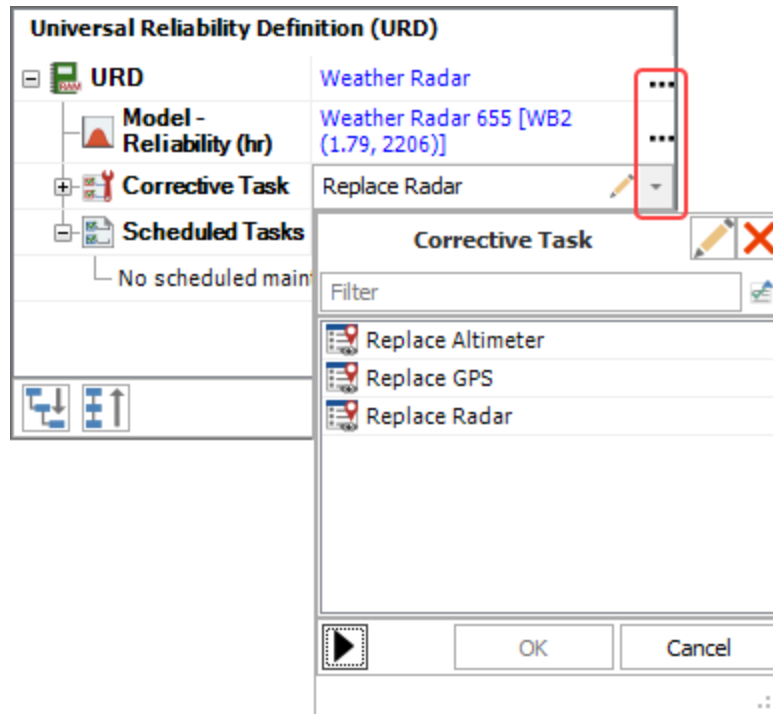 Universal Reliability Definition (URD)
URD
Weather Radar
...
Model -
Reliability (hr)
Weather Radar 655 [WB2
(1.79, 2206)]
...
Corrective Task
Replace Radar
Scheduled Tasks
No scheduled main
Corrective Task
Filter
Replace Altimeter
Replace GPS
Replace Radar
OK
Cancel